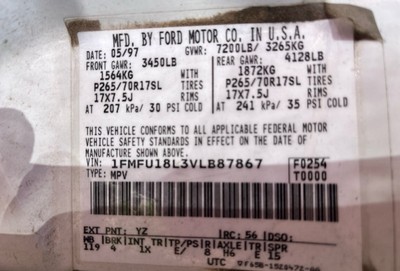 MFD. BY FORD MOTOR CO. IN U.S.A.
DATE: 05/97 GVWR: 7200LB/ 3265KG
FRONT GAWR: 3450LB REAR GAWR: 4128LB
1564KG WITH 1872KG WITH
P265/70R17SL TIRES P265/70R17SL TIRES
17X7.5J RIMS 17X7.5J RIMS
AT 207 kPa/ 30 PSI COLD AT 241 kPa/ 35 PSI COLD
THIS VEHICLE CONFORMS TO ALL APPLICABLE FEDERAL MOTOR
VEHICLE SAFETY STANDARDS IN EFFECT ON THE DATE OF
MANUFACTURE SHOWN ABOVE.
VIN: 1FMFU18L3VLB87867 F0254
TYPE: MPV T0000
EXT PNT: YZ RC: 56 DSO:
WB BRK INT TR TP/PS R AXLE TR SPR
119 4 1X E/ 8 H6 E 15
UTC